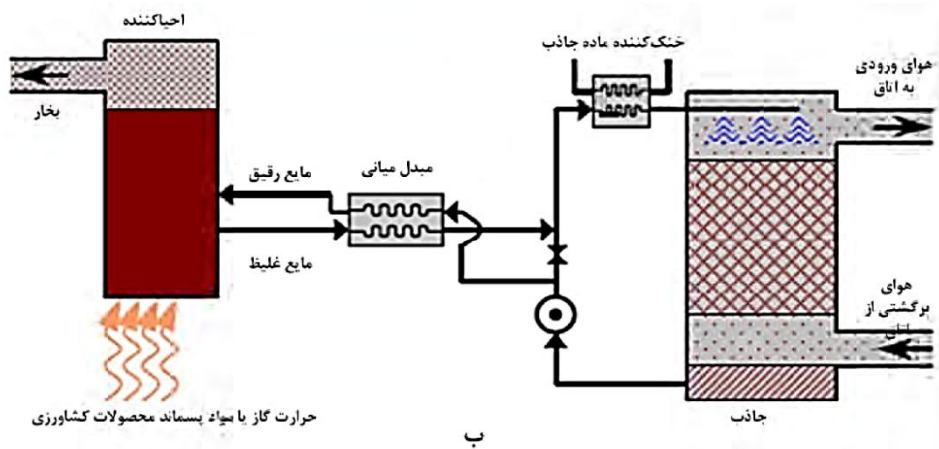 احیاکننده
خنک‌کننده ماده جاذب
هوای ورودی
به اتاق
بخار
مایع رقیق
مبدل میانی
مایع غلیظ
هوای
برگشتی از
اتاق
حرارت گاز یا مواد پسماند محصولات کشاورزی
جاذب
ب